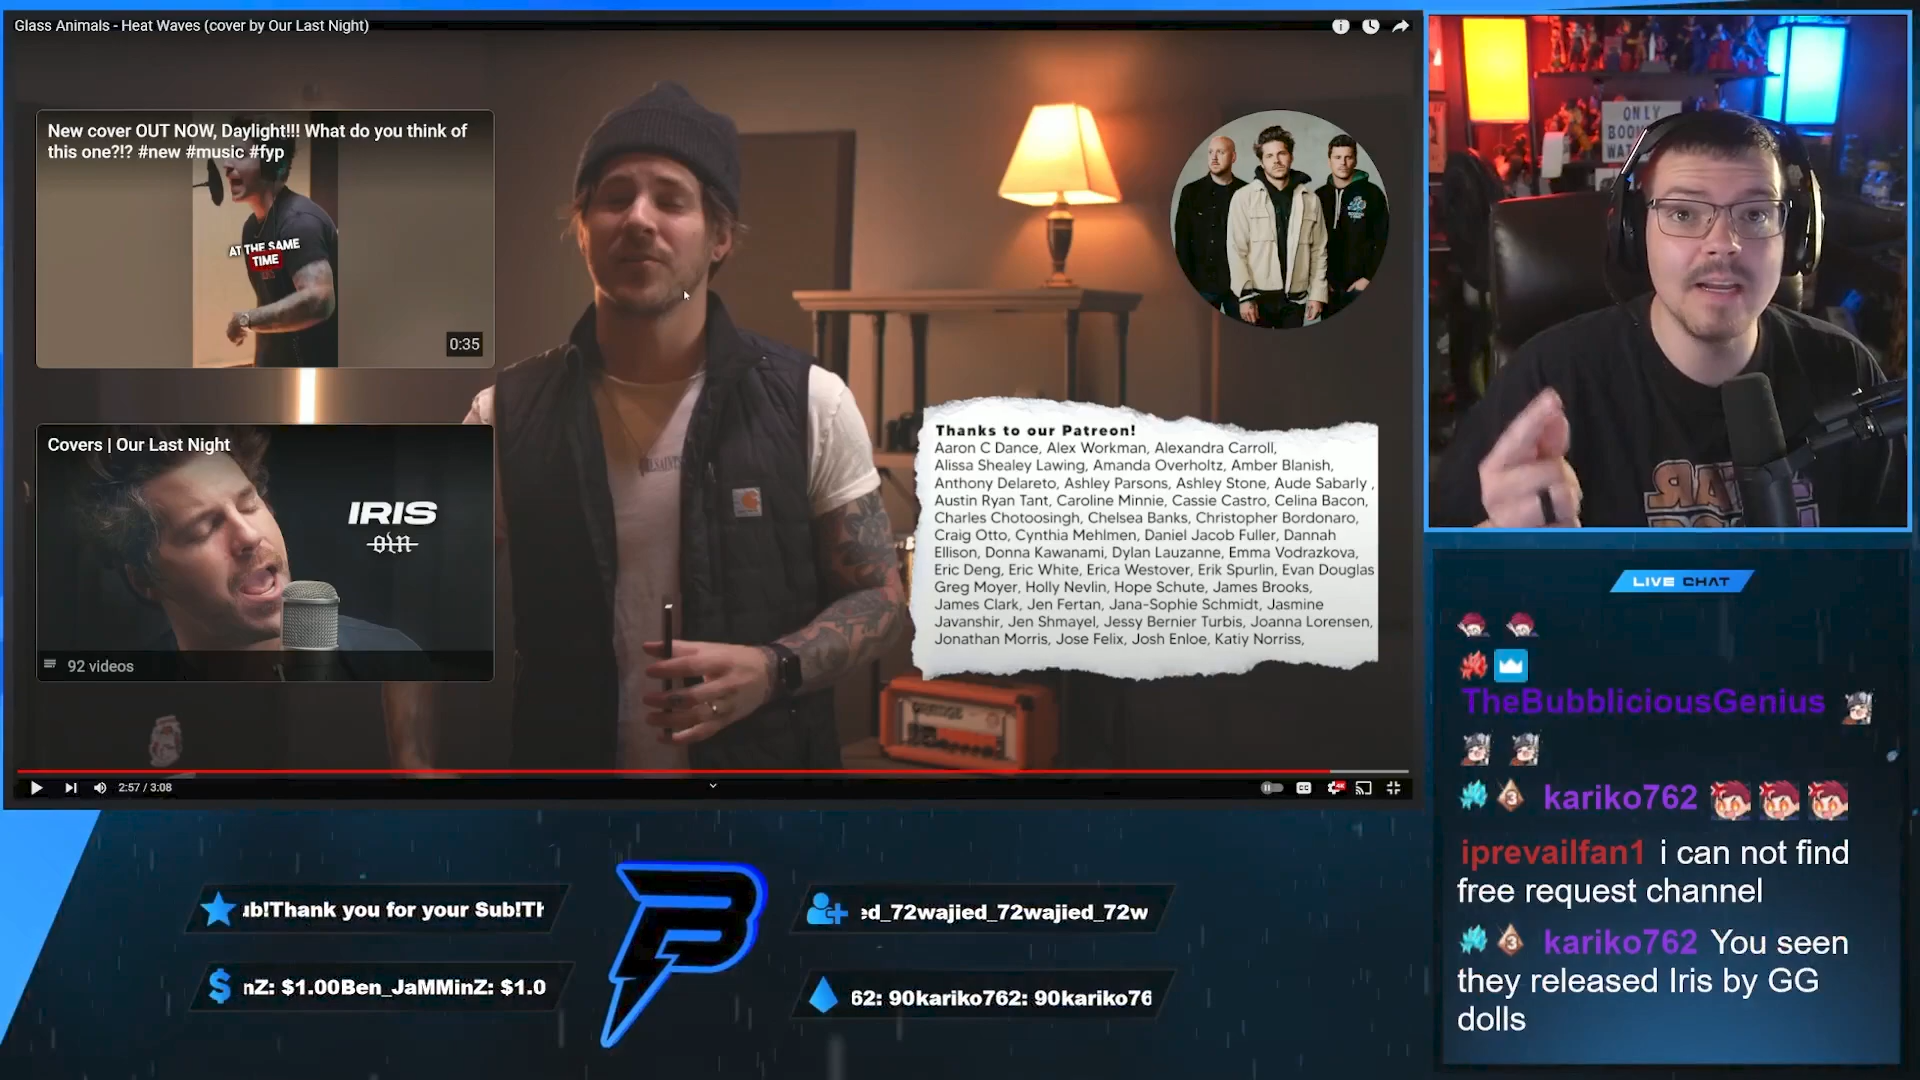 Glass Animals - Heat Waves (cover by Our Last Night)
New cover OUT NOW, Daylight!!! What do you think of
this one?!? #new #music #fyp
AT THE SAME
TIME
0:35
Covers | Our Last Night
IRIS
oln
92 videos
Thanks to our Patreon!
Aaron C Dance, Alex Workman, Alexandra Carroll,
Alissa Shealey Lawing, Amanda Overholtz, Amber Blanish,
Anthony Delareto, Ashley Parsons, Ashley Stone, Aude Sabarly ,
Austin Ryan Tant, Caroline Minnie, Cassie Castro, Celina Bacon,
Charles Chotoosingh, Chelsea Banks, Christopher Bordonaro,
Craig Otto, Cynthia Mehlmen, Daniel Jacob Fuller, Dannah
Ellison, Donna Kawanami, Dylan Lauzanne, Emma Vodrazkova,
Eric Deng, Eric White, Erica Westover, Erik Spurlin, Evan Douglas
Greg Moyer, Holly Nevlin, Hope Schute, James Brooks,
James Clark, Jen Fertan, Jana-Sophie Schmidt, Jasmine
Javanshir, Jen Shmayel, Jessy Bernier Turbis, Joanna Lorensen,
Jonathan Morris, Jose Felix, Josh Enloe, Katiy Norriss,
ORANGE
2:57 / 3:08
CC
4K
ONLY
LIVE CHAT
TheBubbliciousGenius
3 kariko762
iprevailfan1 i can not find
free request channel
3 kariko762 You seen
they released Iris by GG
dolls
ub!Thank you for your Sub!Th
ed_72wajied_72wajied_72w
nZ: $1.00Ben_JaMMinZ: $1.0
62: 90kariko762: 90kariko76